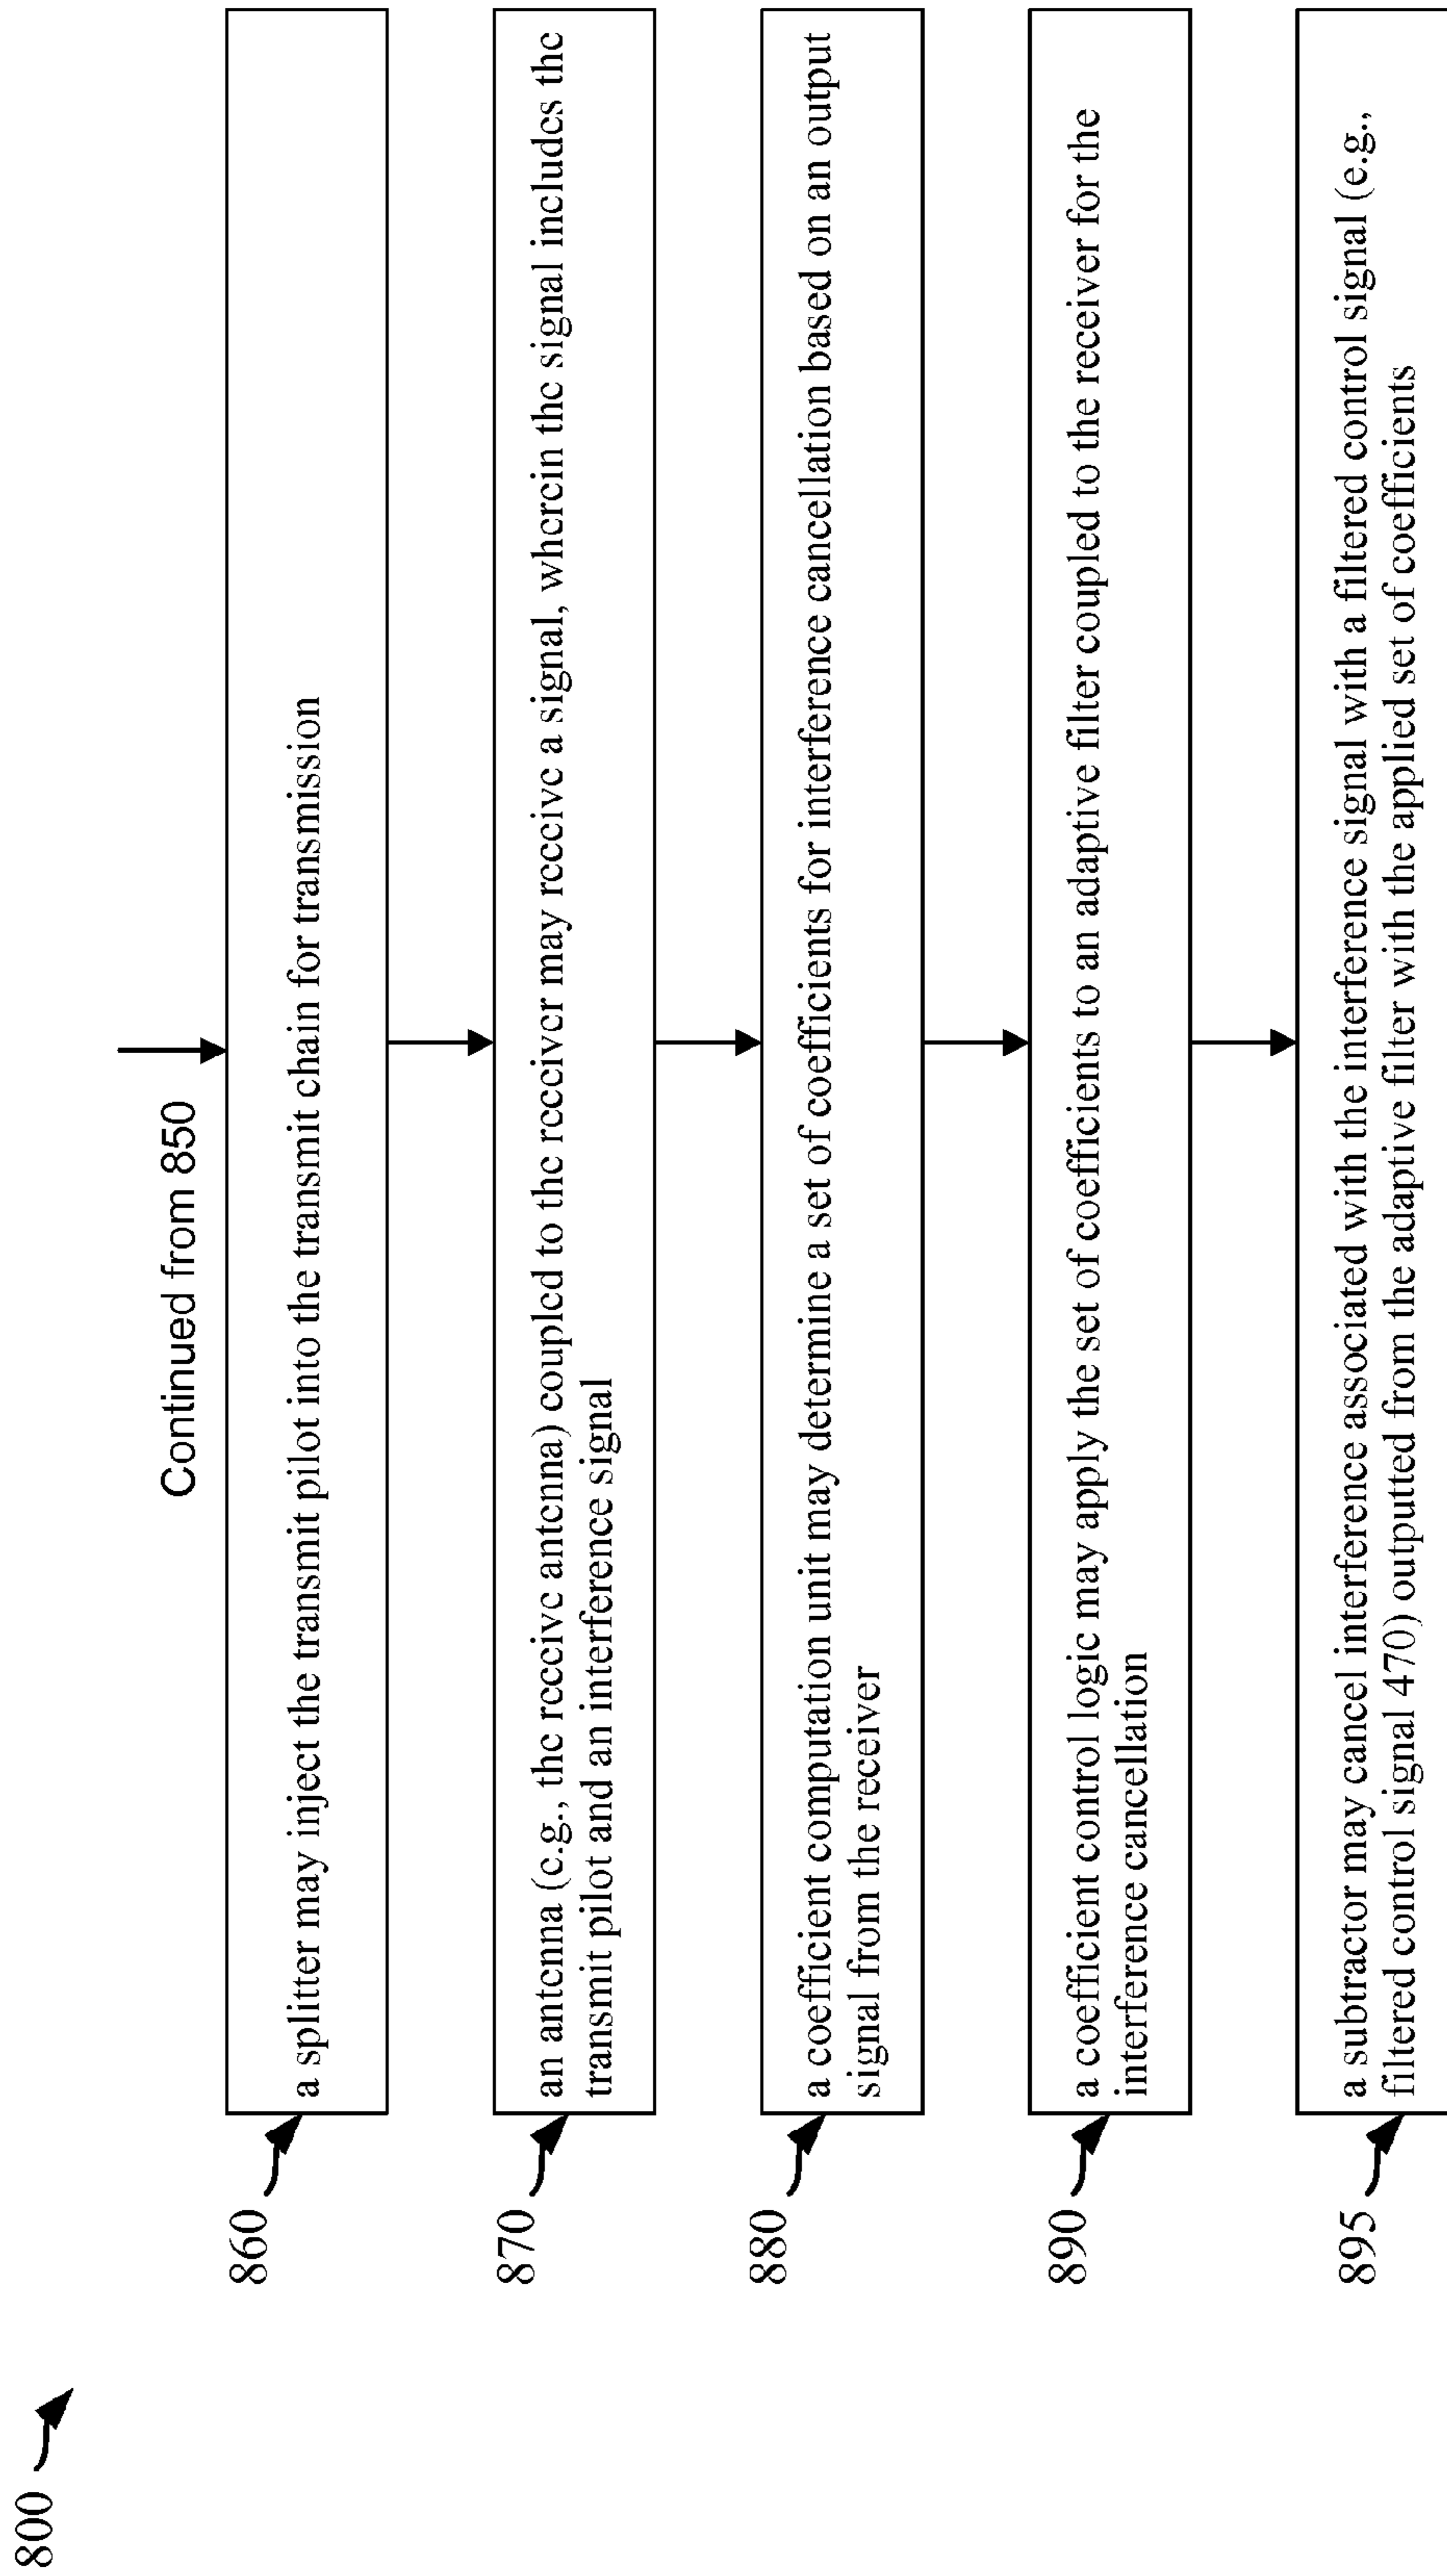 800
Continued from 850
860
a splitter may inject the transmit pilot into the transmit chain for transmission
870
an antenna (e.g., the receive antenna) coupled to the receiver may receive a signal, wherein the signal includes the
transmit pilot and an interference signal
880
a coefficient computation unit may determine a set of coefficients for interference cancellation based on an output
signal from the receiver
890
a coefficient control logic may apply the set of coefficients to an adaptive filter coupled to the receiver for the
interference cancellation
895
a subtractor may cancel interference associated with the interference signal with a filtered control signal (e.g.,
filtered control signal 470) outputted from the adaptive filter with the applied set of coefficients